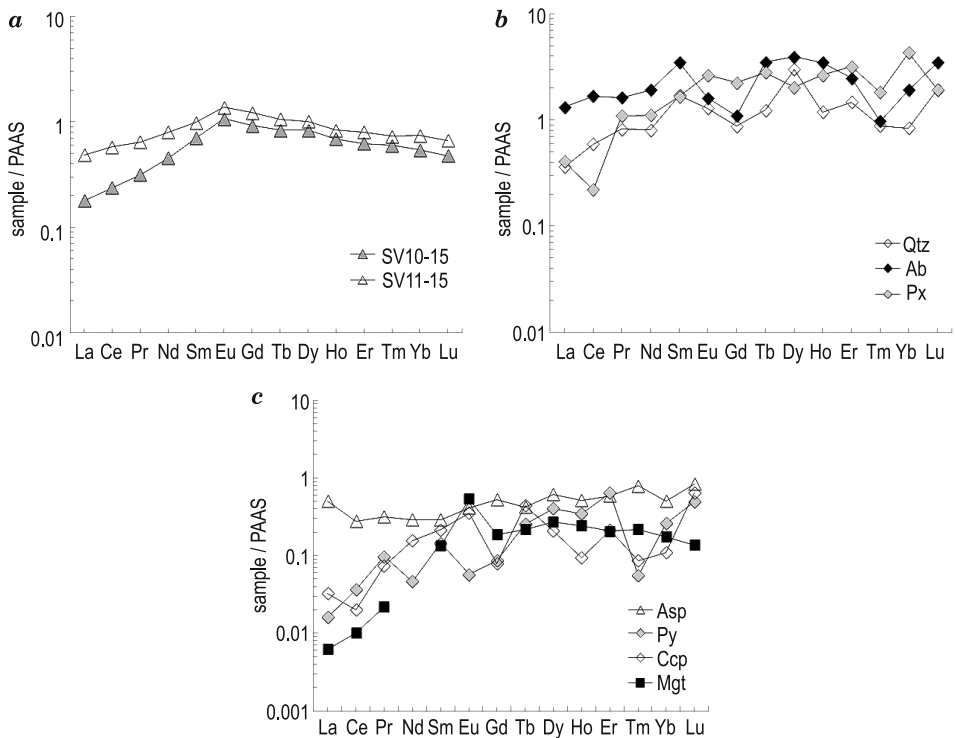 a
10
1
0.1
0.01
sample / PAAS
SV10-15
SV11-15
La Ce Pr Nd Sm Eu Gd Tb Dy Ho Er Tm Yb Lu
b
10
1
0.1
0.01
sample / PAAS
Qtz
Ab
Px
La Ce Pr Nd Sm Eu Gd Tb Dy Ho Er Tm Yb Lu
c
10
1
0.1
0.01
0.001
sample / PAAS
Asp
Py
Ccp
Mgt
La Ce Pr Nd Sm Eu Gd Tb Dy Ho Er Tm Yb Lu